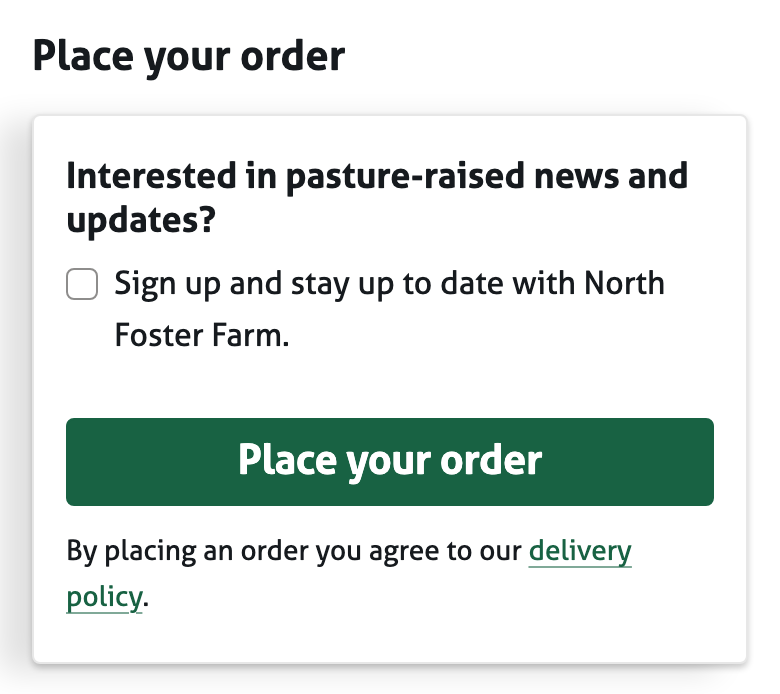 Place your order
Interested in pasture-raised news and
updates?
Sign up and stay up to date with North
Foster Farm.
Place your order
By placing an order you agree to our delivery
policy.